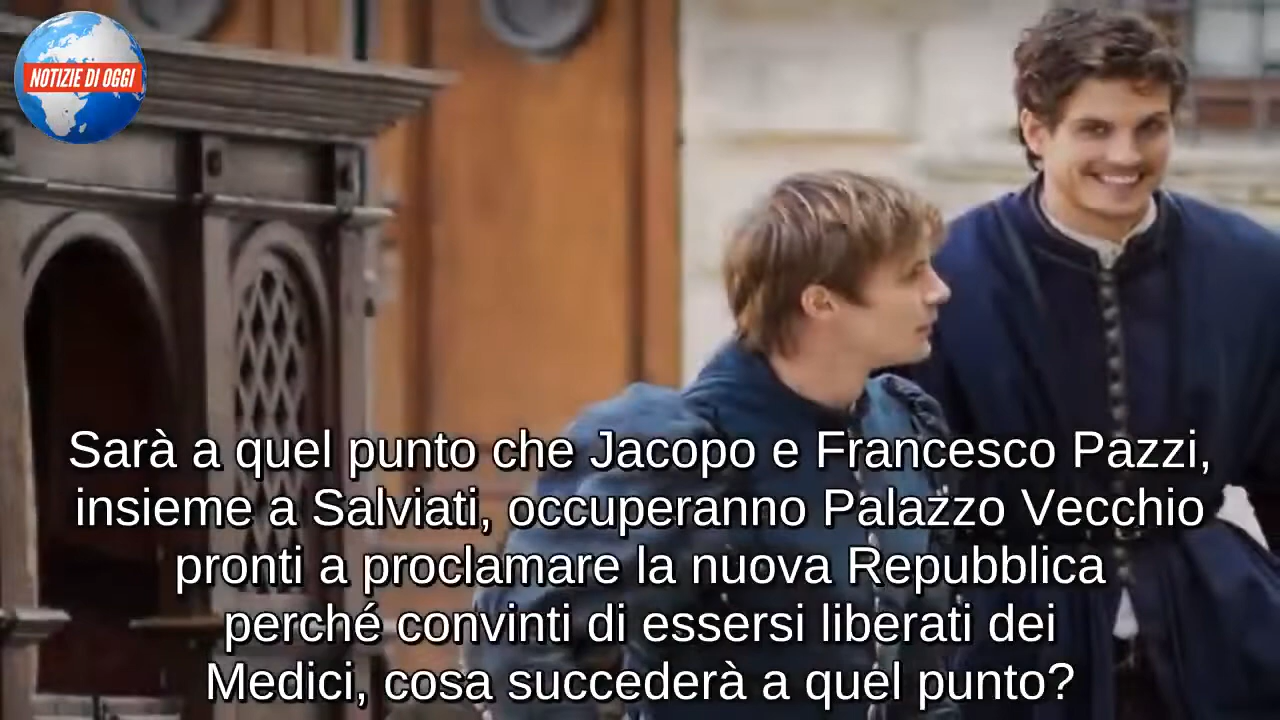 NOTIZIE DI OGGI
Sarà a quel punto che Jacopo e Francesco Pazzi,
insieme a Salviati, occuperanno Palazzo Vecchio
pronti a proclamare la nuova Repubblica
perché convinti di essersi liberati dei
Medici, cosa succederà a quel punto?